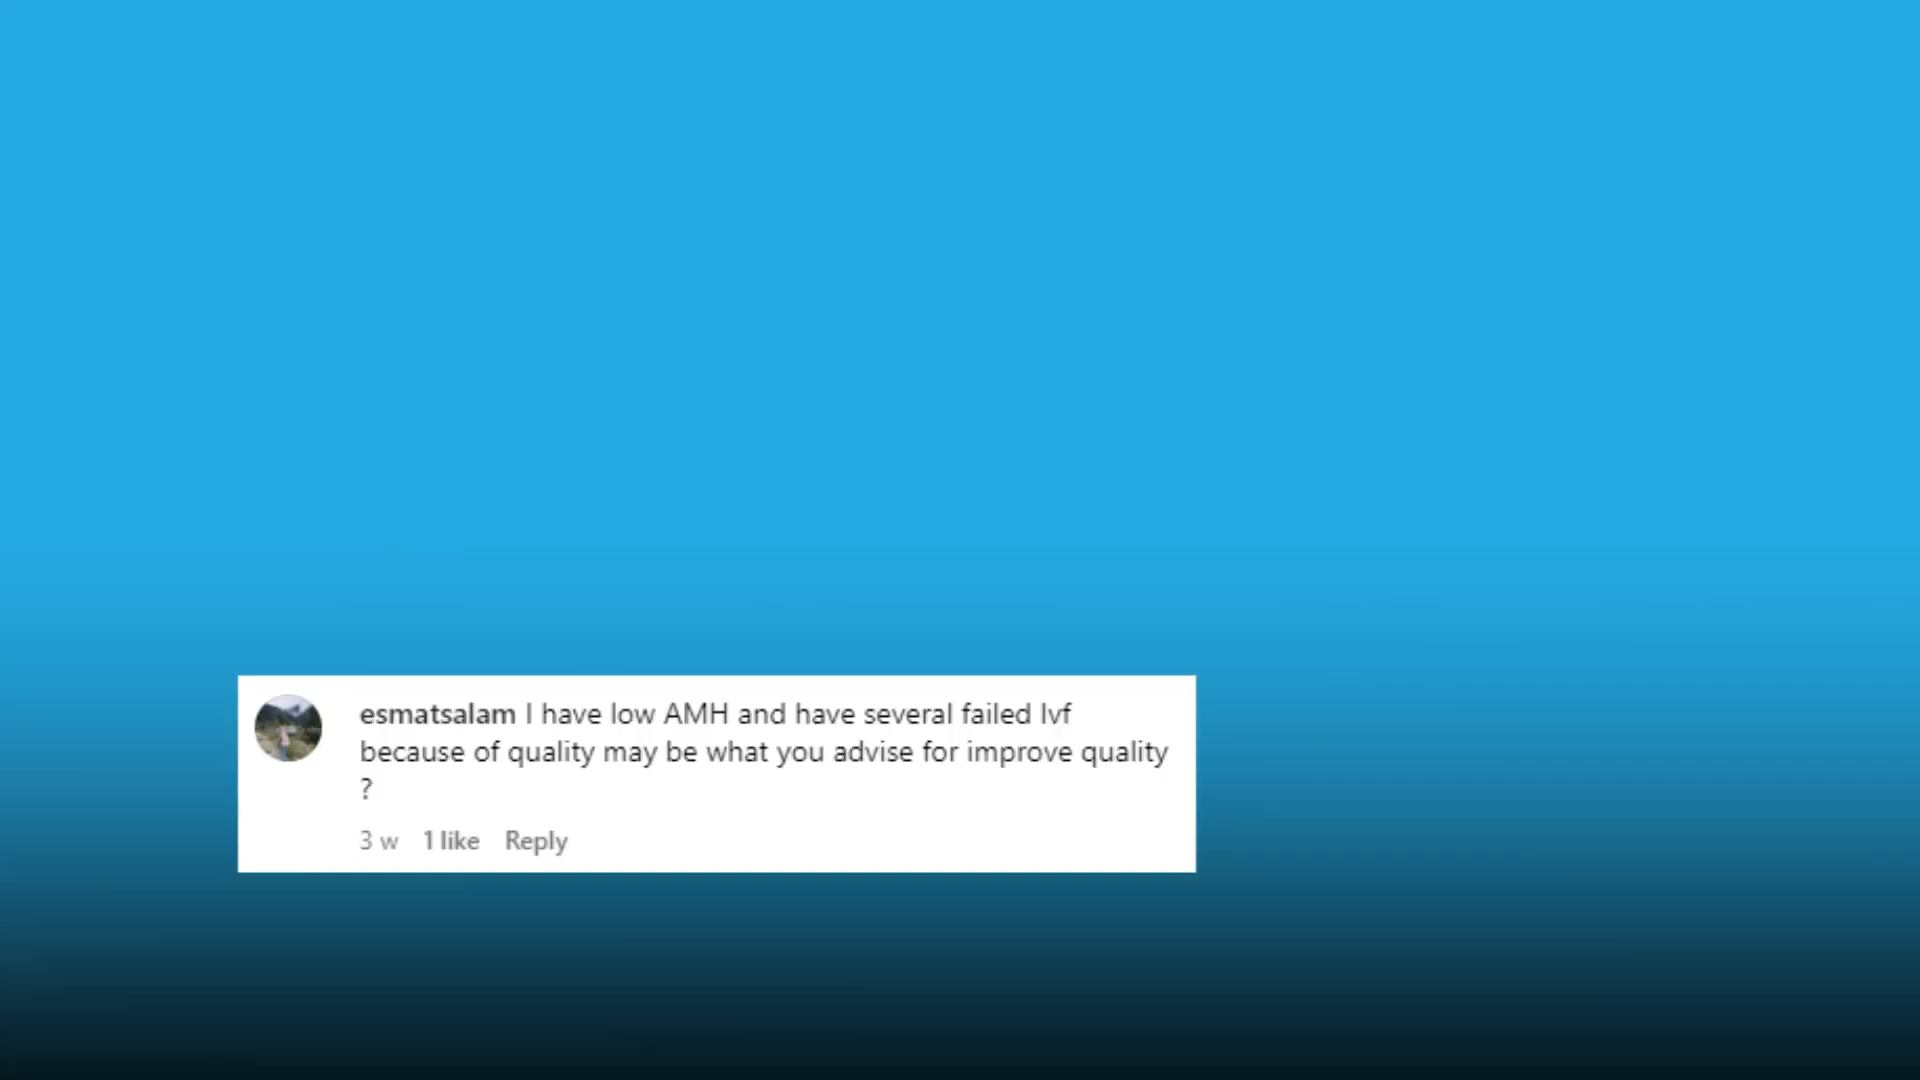 esmatsalam I have low AMH and have several failed Ivf
because of quality may be what you advise for improve quality
?
3 w 1 like Reply